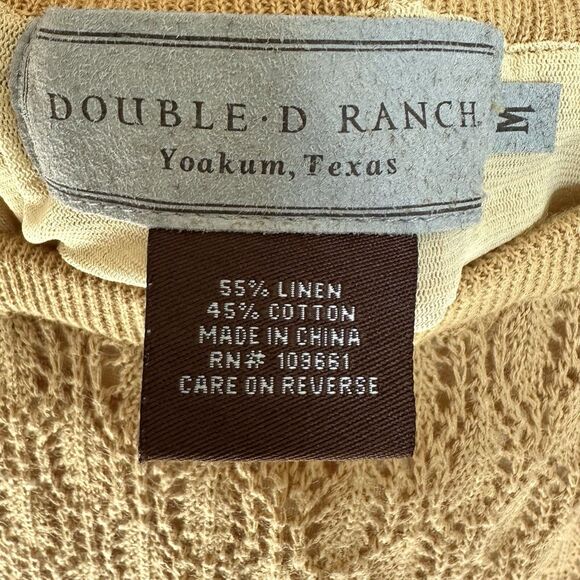 DOUBLE · D RANCH
Yoakum, Texas
M
55% LINEN
45% COTTON
MADE IN CHINA
RN# 109661
CARE ON REVERSE